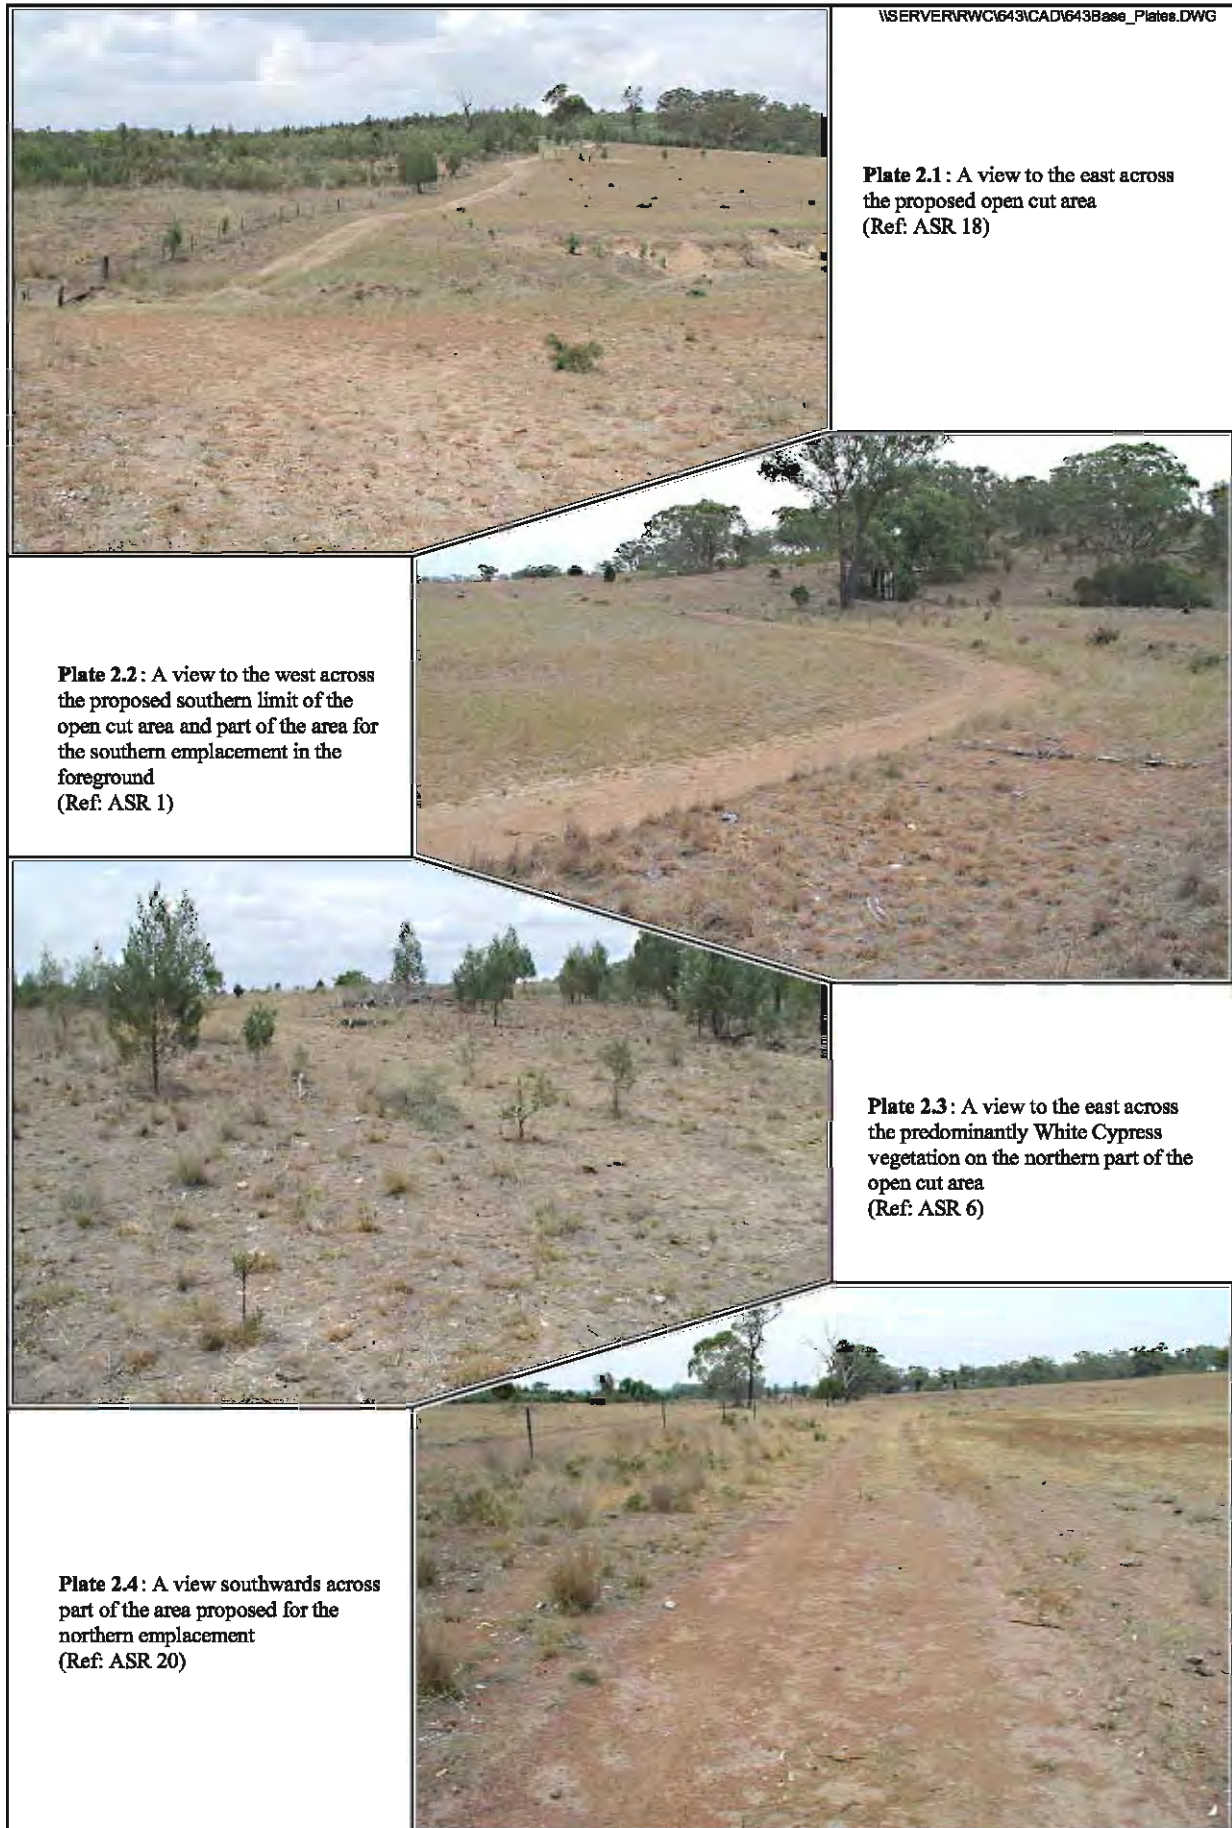 \\SERVER\RWC\643\CAD\643Base_Plates.DWG
Plate 2.1 : A view to the east across
the proposed open cut area
(Ref: ASR 18)
Plate 2.2 : A view to the west across
the proposed southern limit of the
open cut area and part of the area for
the southern emplacement in the
foreground
(Ref: ASR 1)
Plate 2.3 : A view to the east across
the predominantly White Cypress
vegetation on the northern part of the
open cut area
(Ref: ASR 6)
Plate 2.4 : A view southwards across
part of the area proposed for the
northern emplacement
(Ref: ASR 20)